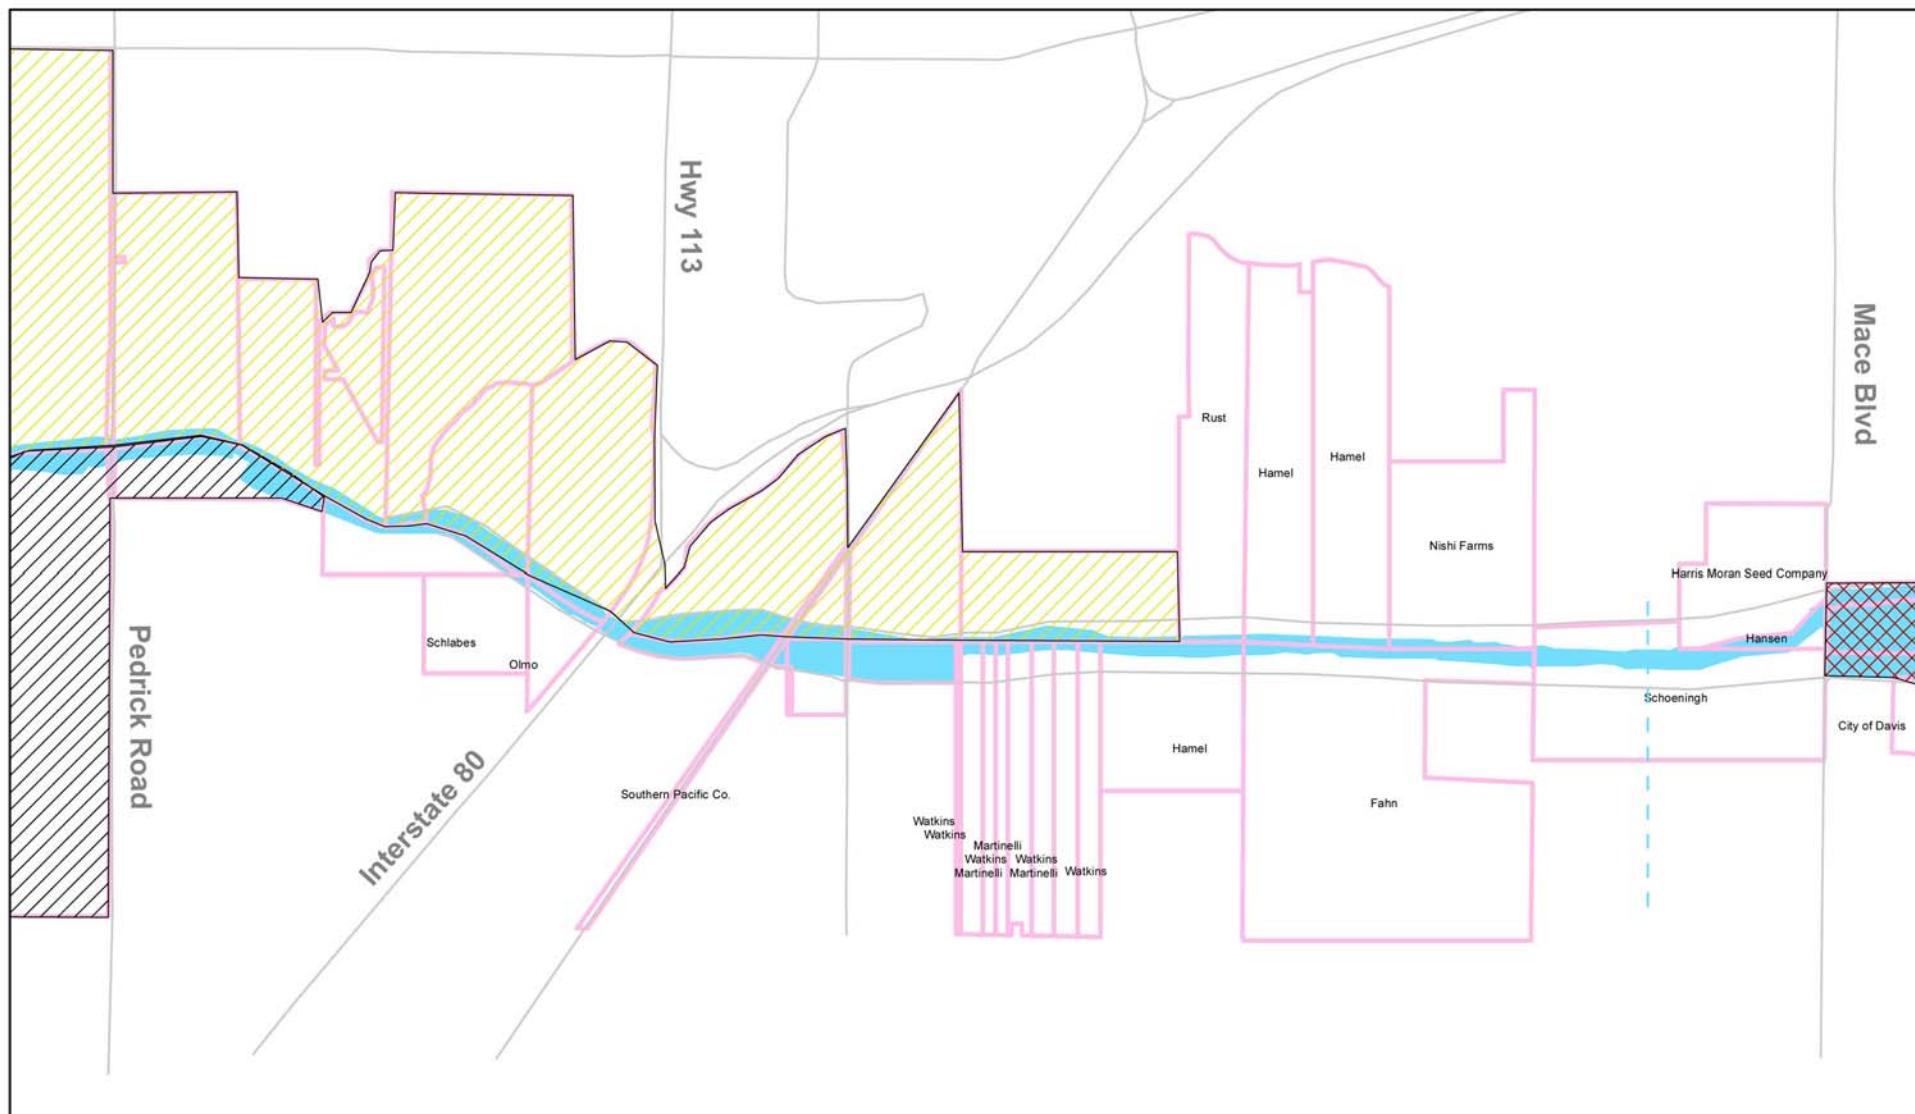 Hwy 113
Mace Blvd
Rust
Hamel
Hamel
Nishi Farms
Harris Moran Seed Company
Pedrick Road
Schlabes
Olmo
Hansen
Schoeningh
City of Davis
Interstate 80
Southern Pacific Co.
Hamel
Fahn
Watkins
Watkins
Martinelli
Watkins
Watkins
Martinelli
Martinelli
Watkins